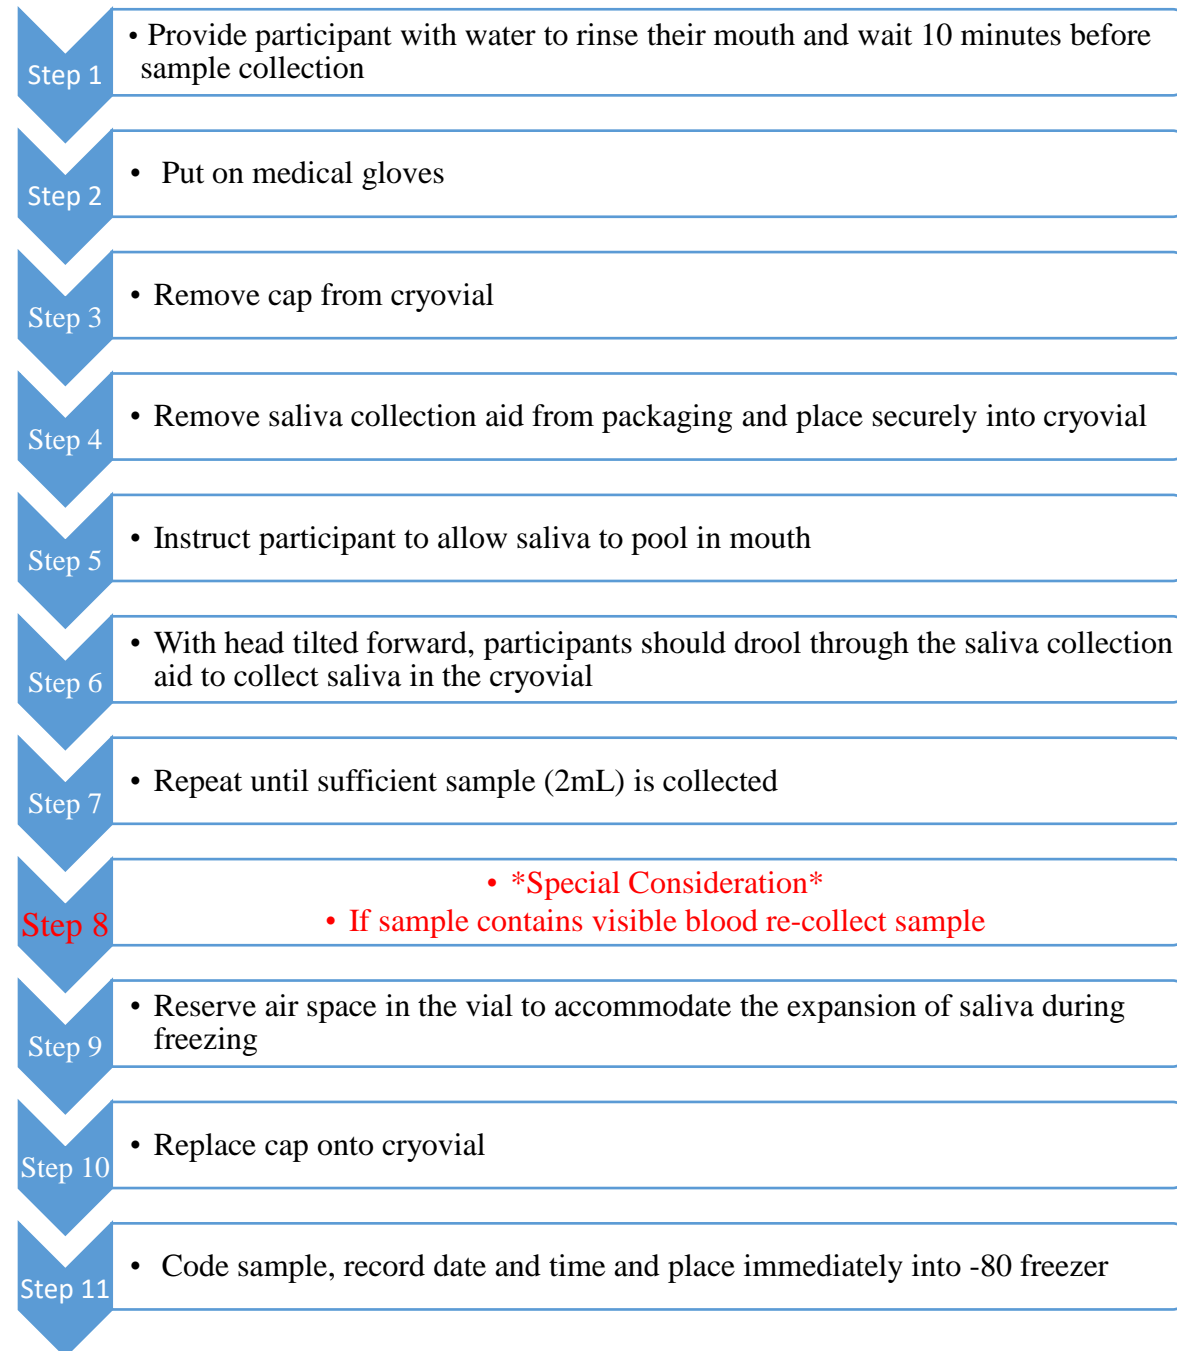 Step 1
• Provide participant with water to rinse their mouth and wait 10 minutes before
sample collection
Step 2
• Put on medical gloves
Step 3
• Remove cap from cryovial
Step 4
• Remove saliva collection aid from packaging and place securely into cryovial
Step 5
• Instruct participant to allow saliva to pool in mouth
Step 6
• With head tilted forward, participants should drool through the saliva collection
aid to collect saliva in the cryovial
Step 7
• Repeat until sufficient sample (2mL) is collected
Step 8
• *Special Consideration*
• If sample contains visible blood re-collect sample
Step 9
• Reserve air space in the vial to accommodate the expansion of saliva during
freezing
Step 10
• Replace cap onto cryovial
Step 11
• Code sample, record date and time and place immediately into -80 freezer